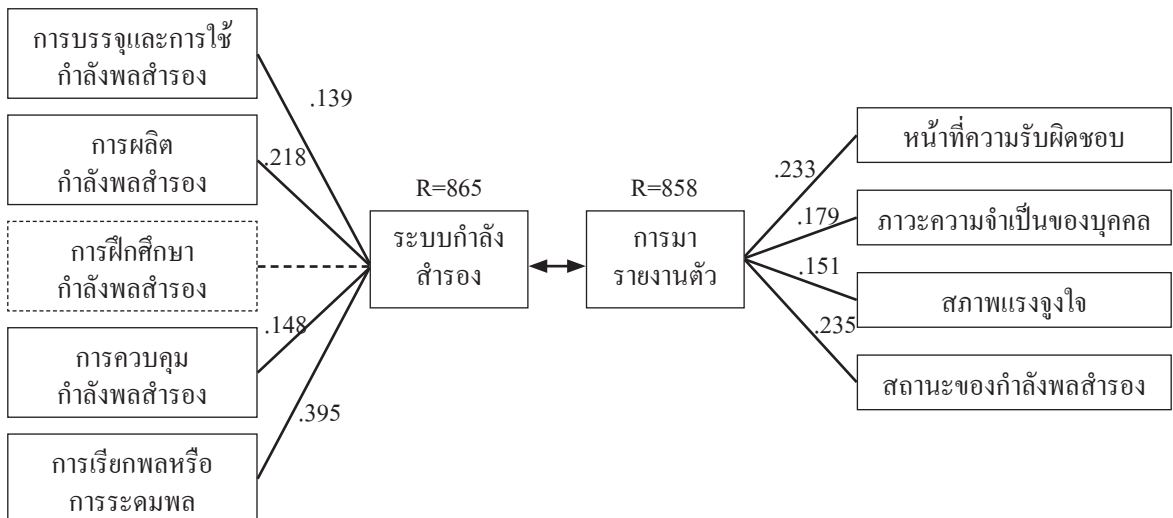 การบรรจุและการใช้
กำลังพลสำรอง
.139
การผลิต
กำลังพลสำรอง
.218
การฝึกศึกษา
กำลังพลสำรอง
การควบคุม
กำลังพลสำรอง
.148
การเรียกพลหรือ
การระดมพล
.395
R=865
ระบบกำลัง
สำรอง
R=858
การมา
รายงานตัว
.233
หน้าที่ความรับผิดชอบ
.179
ภาวะความจำเป็นของบุคคล
.151
สภาพแรงจูงใจ
.235
สถานะของกำลังพลสำรอง